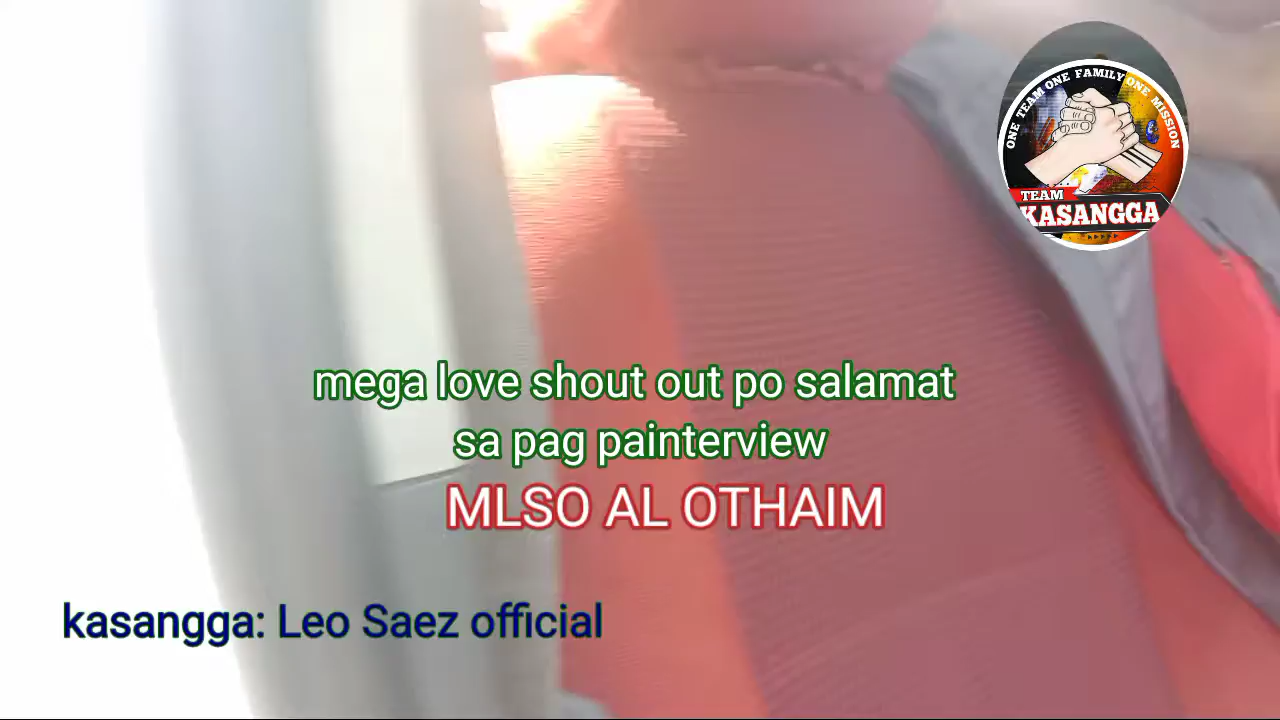 ONE TEAM ONE FAMILY ONE MISSION
TEAM
KASANGGA
mega love shout out po salamat
sa pag painterview
MLSO AL OTHAIM
kasangga: Leo Saez official